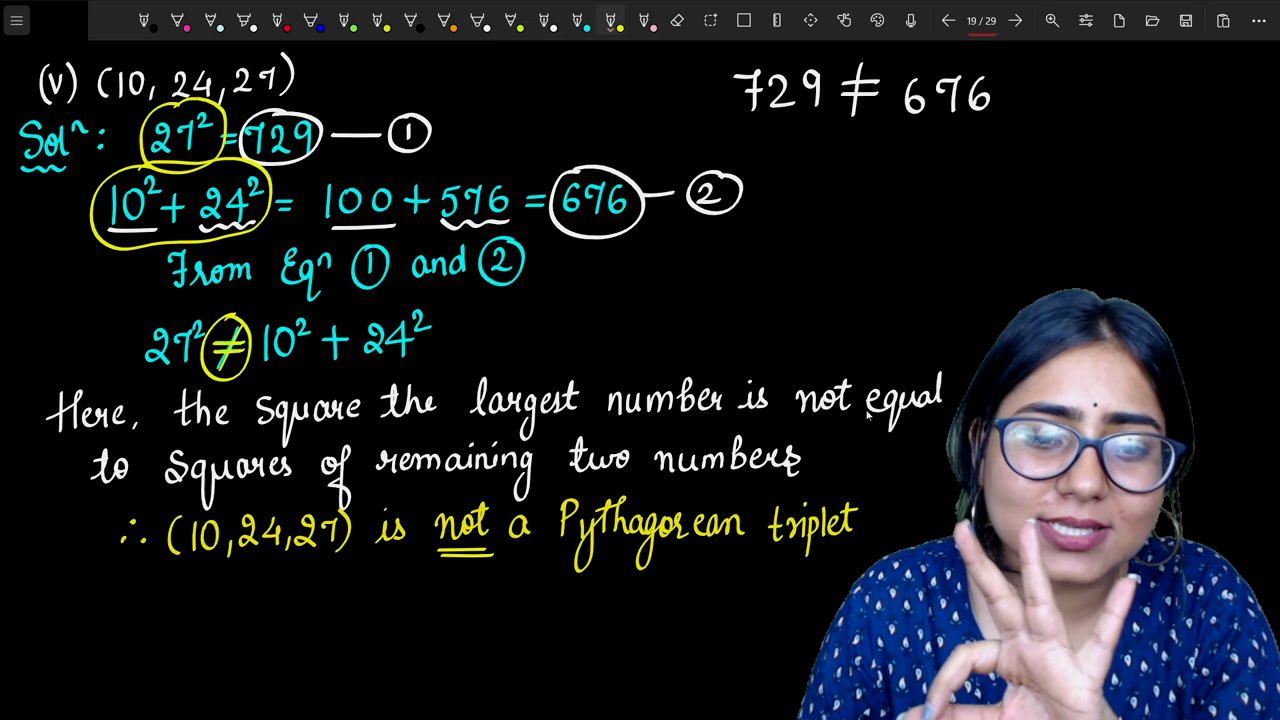 19 / 29
(v) (10, 24, 27)
729 ≠ 676
Solⁿ: 27² = 729 — ①
10² + 24² = 100 + 576 = 676 — ②
From Eqⁿ ① and ②
27² ≠ 10² + 24²
Here, the square the largest number is not equal
to squares of remaining two numbers
∴ (10, 24, 27) is not a Pythagorean triplet